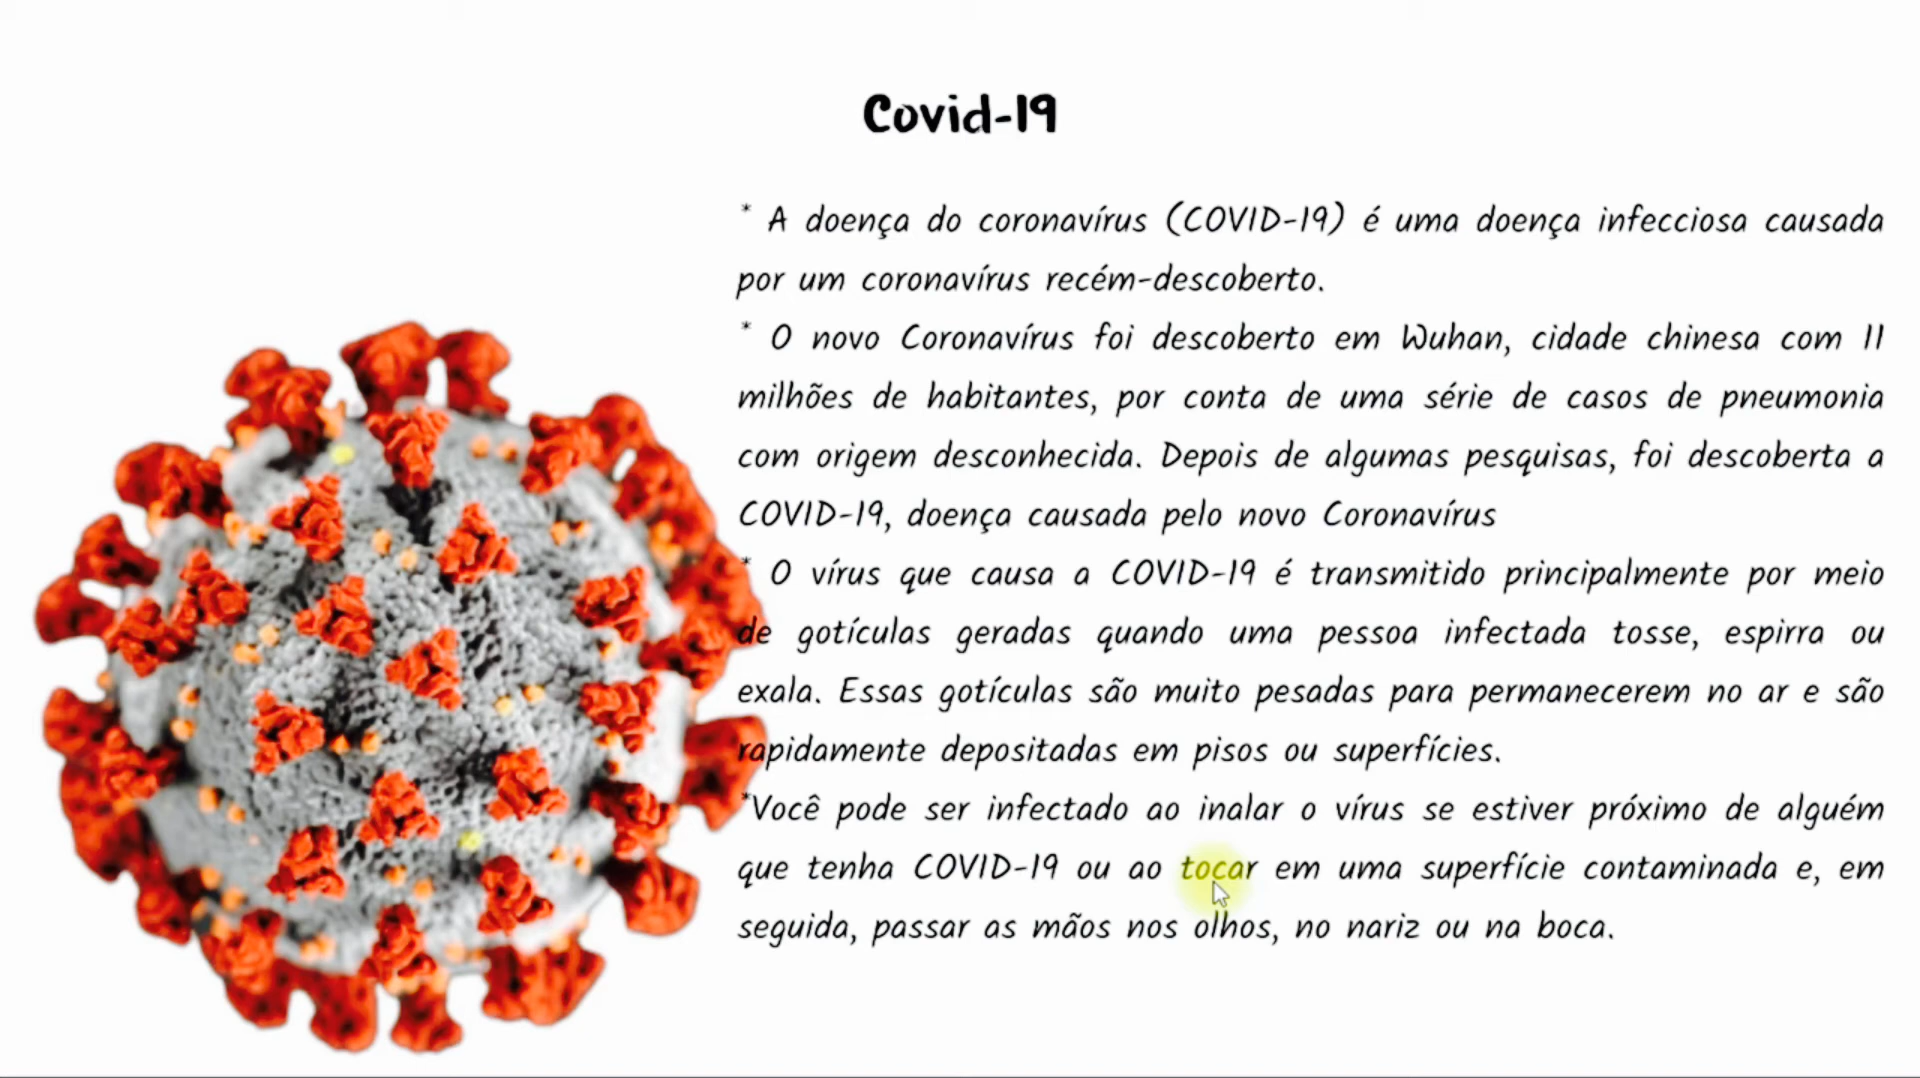 Covid-19
* A doença do coronavírus (COVID-19) é uma doença infecciosa causada
por um coronavírus recém-descoberto.
* O novo Coronavírus foi descoberto em Wuhan, cidade chinesa com 11
milhões de habitantes, por conta de uma série de casos de pneumonia
com origem desconhecida. Depois de algumas pesquisas, foi descoberta a
COVID-19, doença causada pelo novo Coronavírus
* O vírus que causa a COVID-19 é transmitido principalmente por meio
de gotículas geradas quando uma pessoa infectada tosse, espirra ou
exala. Essas gotículas são muito pesadas para permanecerem no ar e são
rapidamente depositadas em pisos ou superfícies.
*Você pode ser infectado ao inalar o vírus se estiver próximo de alguém
que tenha COVID-19 ou ao tocar em uma superfície contaminada e, em
seguida, passar as mãos nos olhos, no nariz ou na boca.